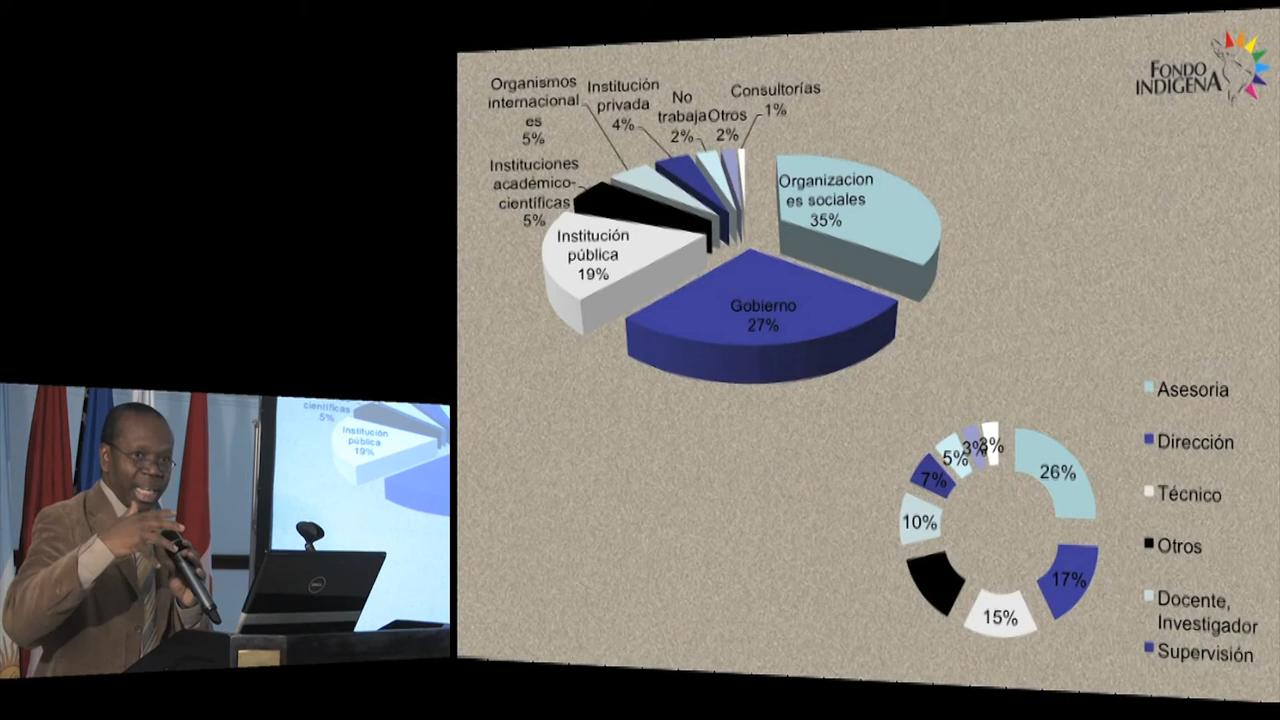 FONDO
INDÍGENA
Organismos
internacional
es
5%
Institución
privada
4%
No
trabaja
2%
Otros
2%
Consultorías
1%
Instituciones
académico-
científicas
5%
Organizacion
es sociales
35%
Institución
pública
19%
Gobierno
27%
científicas
5%
Institución
pública
19%
DELL
26%
17%
15%
10%
7%
5%
3%
3%
Asesoria
Dirección
Técnico
Otros
Docente,
Investigador
Supervisión